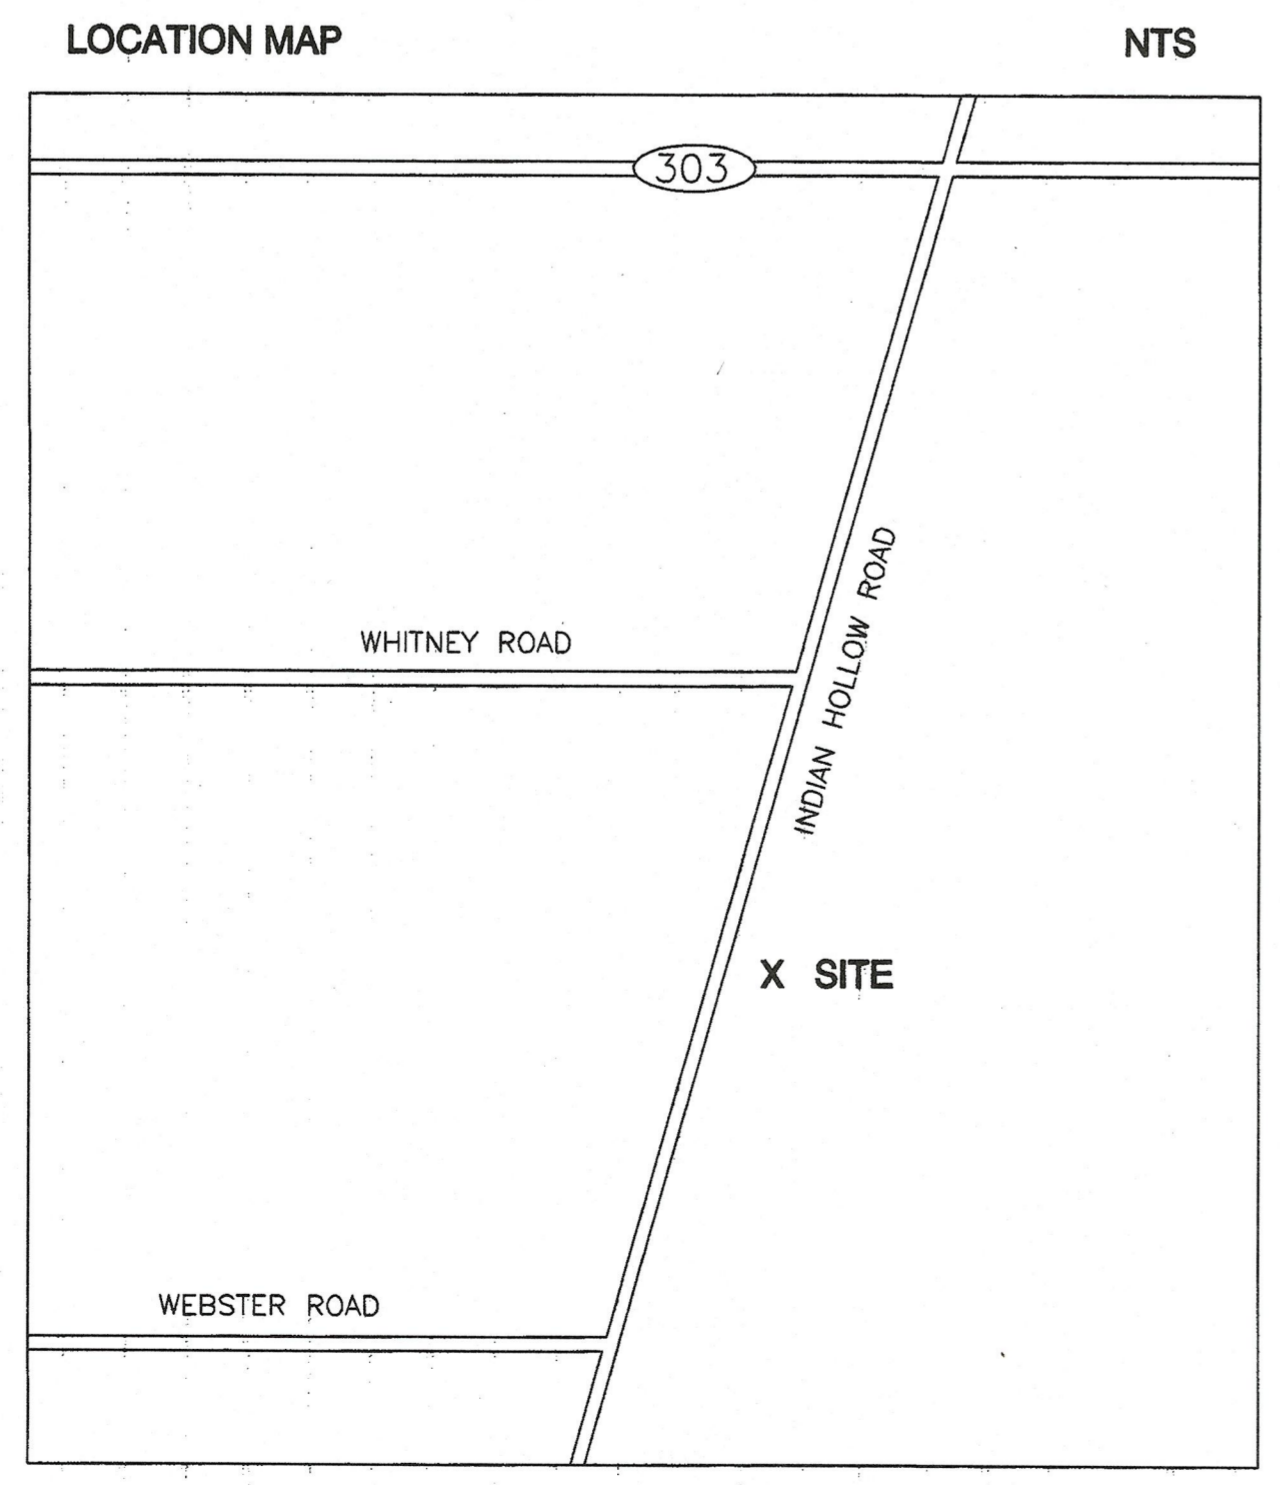 LOCATION MAP
NTS
303
WHITNEY ROAD
INDIAN HOLLOW ROAD
X SITE
WEBSTER ROAD